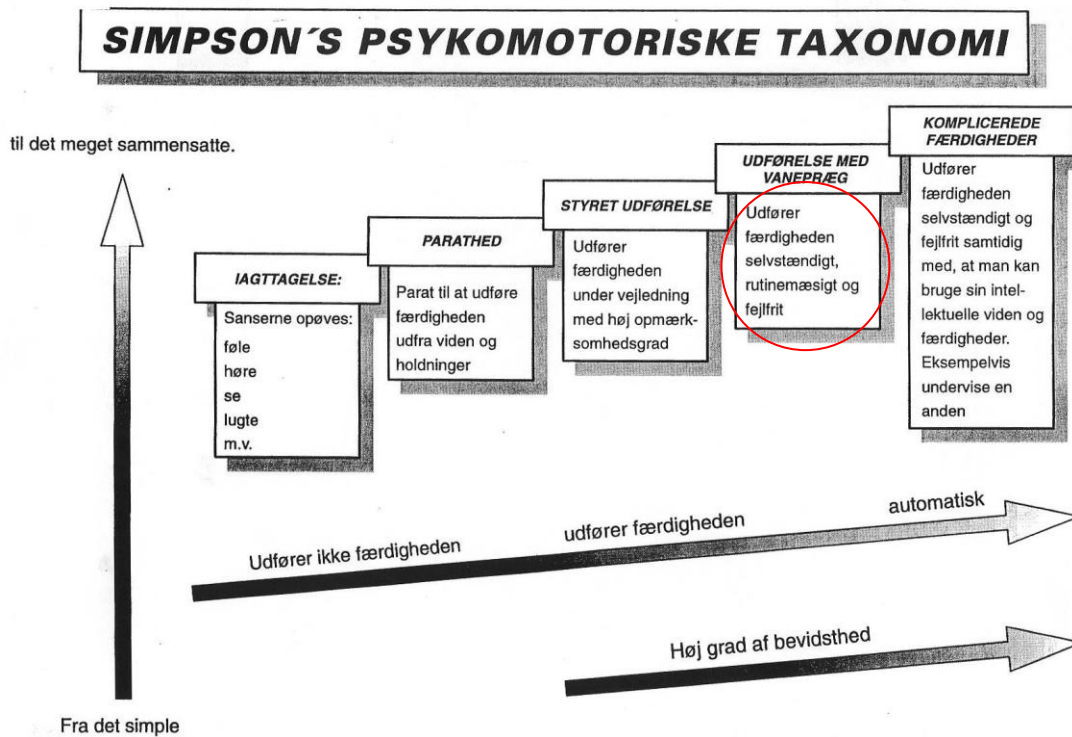 SIMPSON´S PSYKOMOTORISKE TAXONOMI
til det meget sammensatte.
IAGTTAGELSE:
Sanserne opøves:
føle
høre
se
lugte
m.v.
PARATHED
Parat til at udføre
færdigheden
udfra viden og
holdninger
STYRET UDFØRELSE
Udfører
færdigheden
under vejledning
med høj opmærk-
somhedsgrad
UDFØRELSE MED
VANEPRÆG
Udfører
færdigheden
selvstændigt,
rutinemæsigt og
fejlfrit
KOMPLICEREDE
FÆRDIGHEDER
Udfører
færdigheden
selvstændigt og
fejlfrit samtidig
med, at man kan
bruge sin intel-
lektuelle viden og
færdigheder.
Eksempelvis
undervise en
anden
Udfører ikke færdigheden
udfører færdigheden
automatisk
Høj grad af bevidsthed
Fra det simple